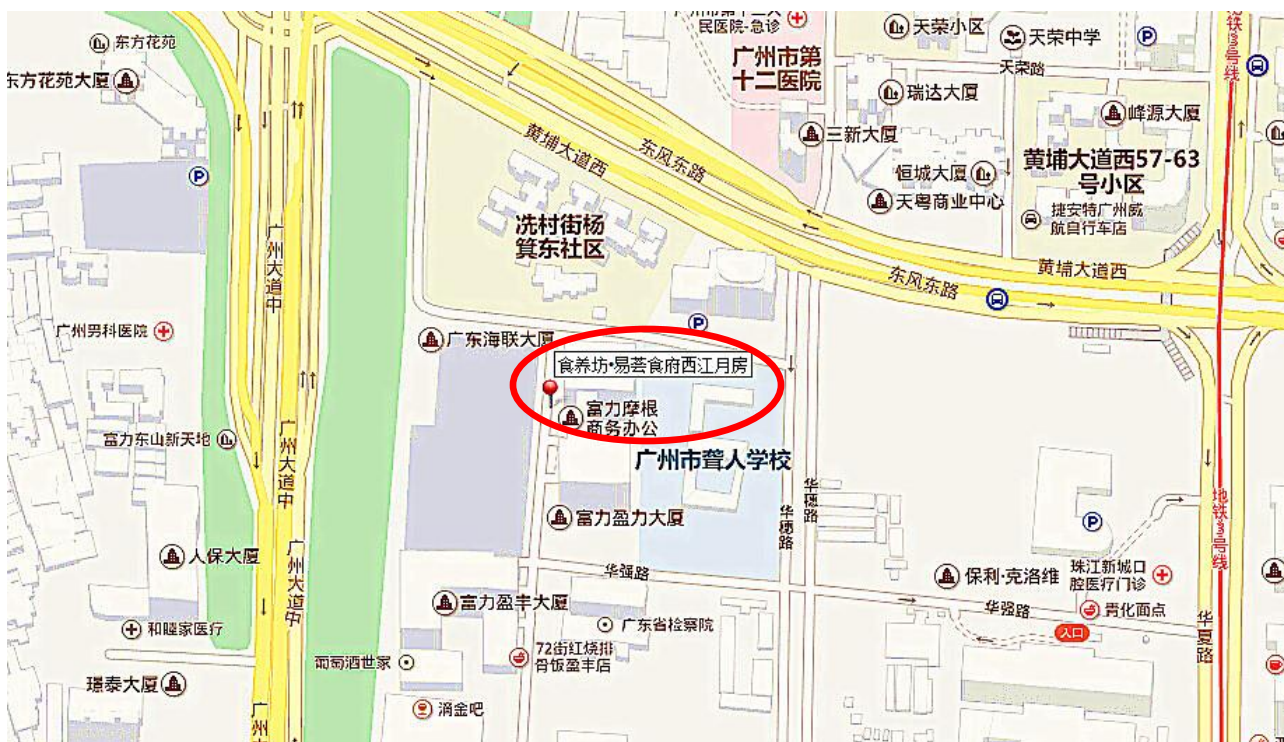 民医院-急诊
东方花苑
天荣小区
天荣中学
P
地铁3号线
东方花苑大厦
广州市第
十二医院
天荣路
瑞达大厦
峰源大厦
三新大厦
黄埔大道西
东风东路
恒城大厦
黄埔大道西57-63
号小区
P
天粤商业中心
捷安特广州威
航自行车店
冼村街杨
箕东社区
广州大道中
东风东路
黄埔大道西
P
广州男科医院
广东海联大厦
食养坊•易荟食府西江月房
富力摩根
商务办公
富力东山新天地
广州大道中
广州市聋人学校
华穗路
华穗路
地铁3号线
富力盈力大厦
P
人保大厦
广州大道中
华强路
保利·克洛维
珠江新城口
腔医疗门诊
富力盈丰大厦
华强路
青化面点
和睦家医疗
广东省检察院
入口
华夏路
72街红烧排
骨饭盈丰店
葡萄酒世家
璟泰大厦
滴金吧
广州